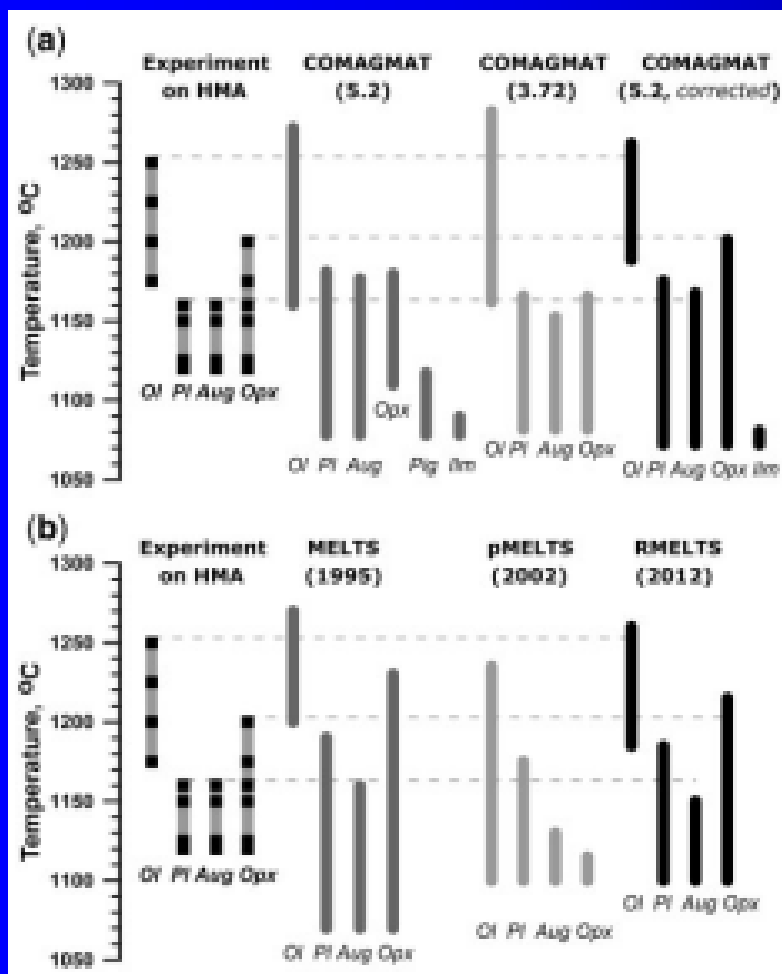 (a)
Experiment on HMA
COMAGMAT (5.2)
COMAGMAT (3.72)
COMAGMAT (5.2, corrected)
Temperature, ºC
1300
1250
1200
1150
1100
1050
Ol Pl Aug Opx
Ol Pl Aug Opx Pig Ilm
Ol Pl Aug Opx
Ol Pl Aug Opx Ilm
(b)
Experiment on HMA
MELTS (1995)
pMELTS (2002)
RMELTS (2012)
Temperature, ºC
1300
1250
1200
1150
1100
1050
Ol Pl Aug Opx
Ol Pl Aug Opx
Ol Pl Aug Opx
Ol Pl Aug Opx